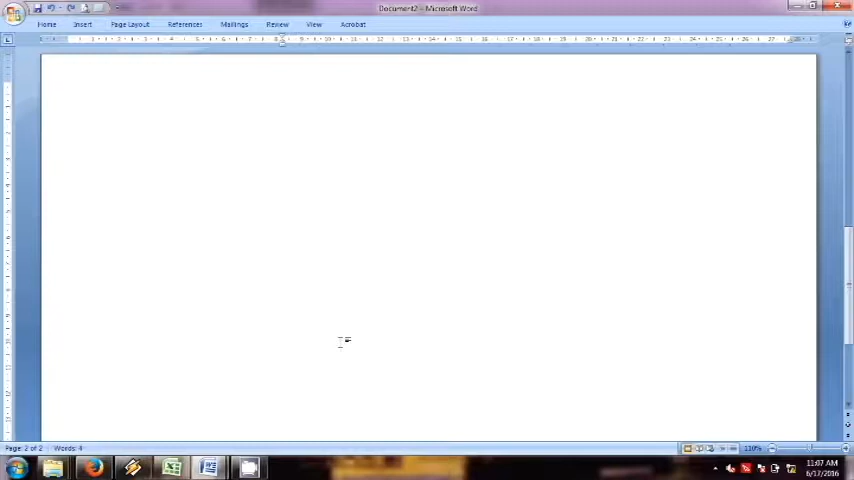 Document2 - Microsoft Word
Home Insert Page Layout References Mailings Review View Acrobat
Page: 2 of 2 Words: 4
110%
11:07 AM
6/17/2016